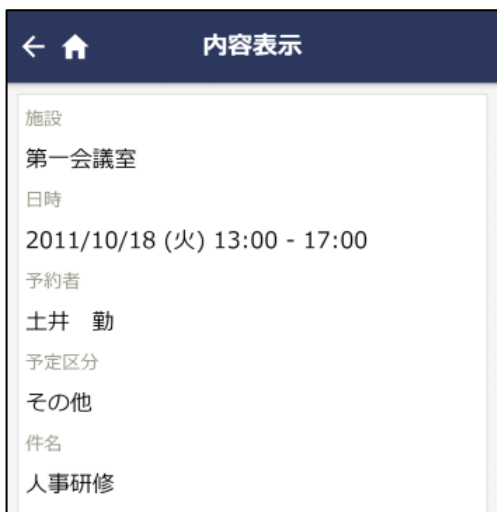 内容表示
施設
第一会議室
日時
2011/10/18 (火) 13:00 - 17:00
予約者
土井　勤
予定区分
その他
件名
人事研修